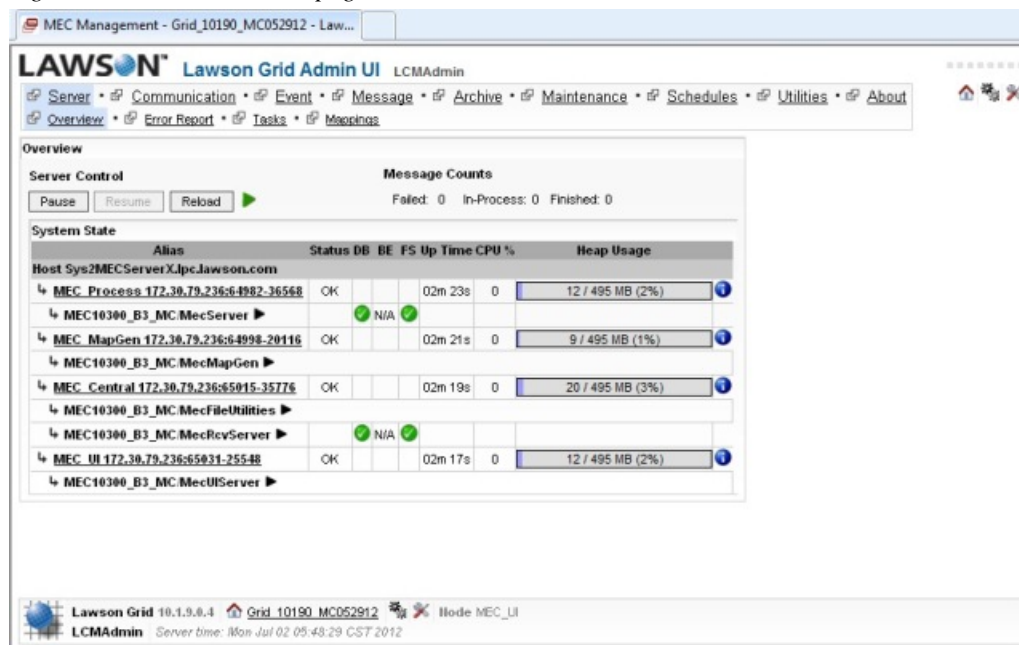 MEC Management - Grid_10190_MC052912 - Law...
LAWSON Lawson Grid Admin UI LCMAdmin
Server • Communication • Event • Message • Archive • Maintenance • Schedules • Utilities • About
Overview • Error Report • Tasks • Mappings
Overview
Server Control Message Counts
Pause Resume Reload Failed: 0 In-Process: 0 Finished: 0
System State
Alias Status DB BE FS Up Time CPU % Heap Usage
Host Sys2MECServerX.lpc.lawson.com
MEC_Process 172.30.79.236:64982-36568 OK 02m 23s 0 12 / 495 MB (2%)
MEC10300_B3_MC/MecServer N/A
MEC_MapGen 172.30.79.236:64998-20116 OK 02m 21s 0 9 / 495 MB (1%)
MEC10300_B3_MC/MecMapGen
MEC_Central 172.30.79.236:65015-35776 OK 02m 19s 0 20 / 495 MB (3%)
MEC10300_B3_MC/MecFileUtilities
MEC10300_B3_MC/MecRcvServer N/A
MEC_UI 172.30.79.236:65031-25548 OK 02m 17s 0 12 / 495 MB (2%)
MEC10300_B3_MC/MecUIServer
Lawson Grid 10.1.9.0.4 Grid_10190_MC052912 Node MEC_UI
LCMAdmin Server time: Mon Jul 02 05:48:29 CST 2012